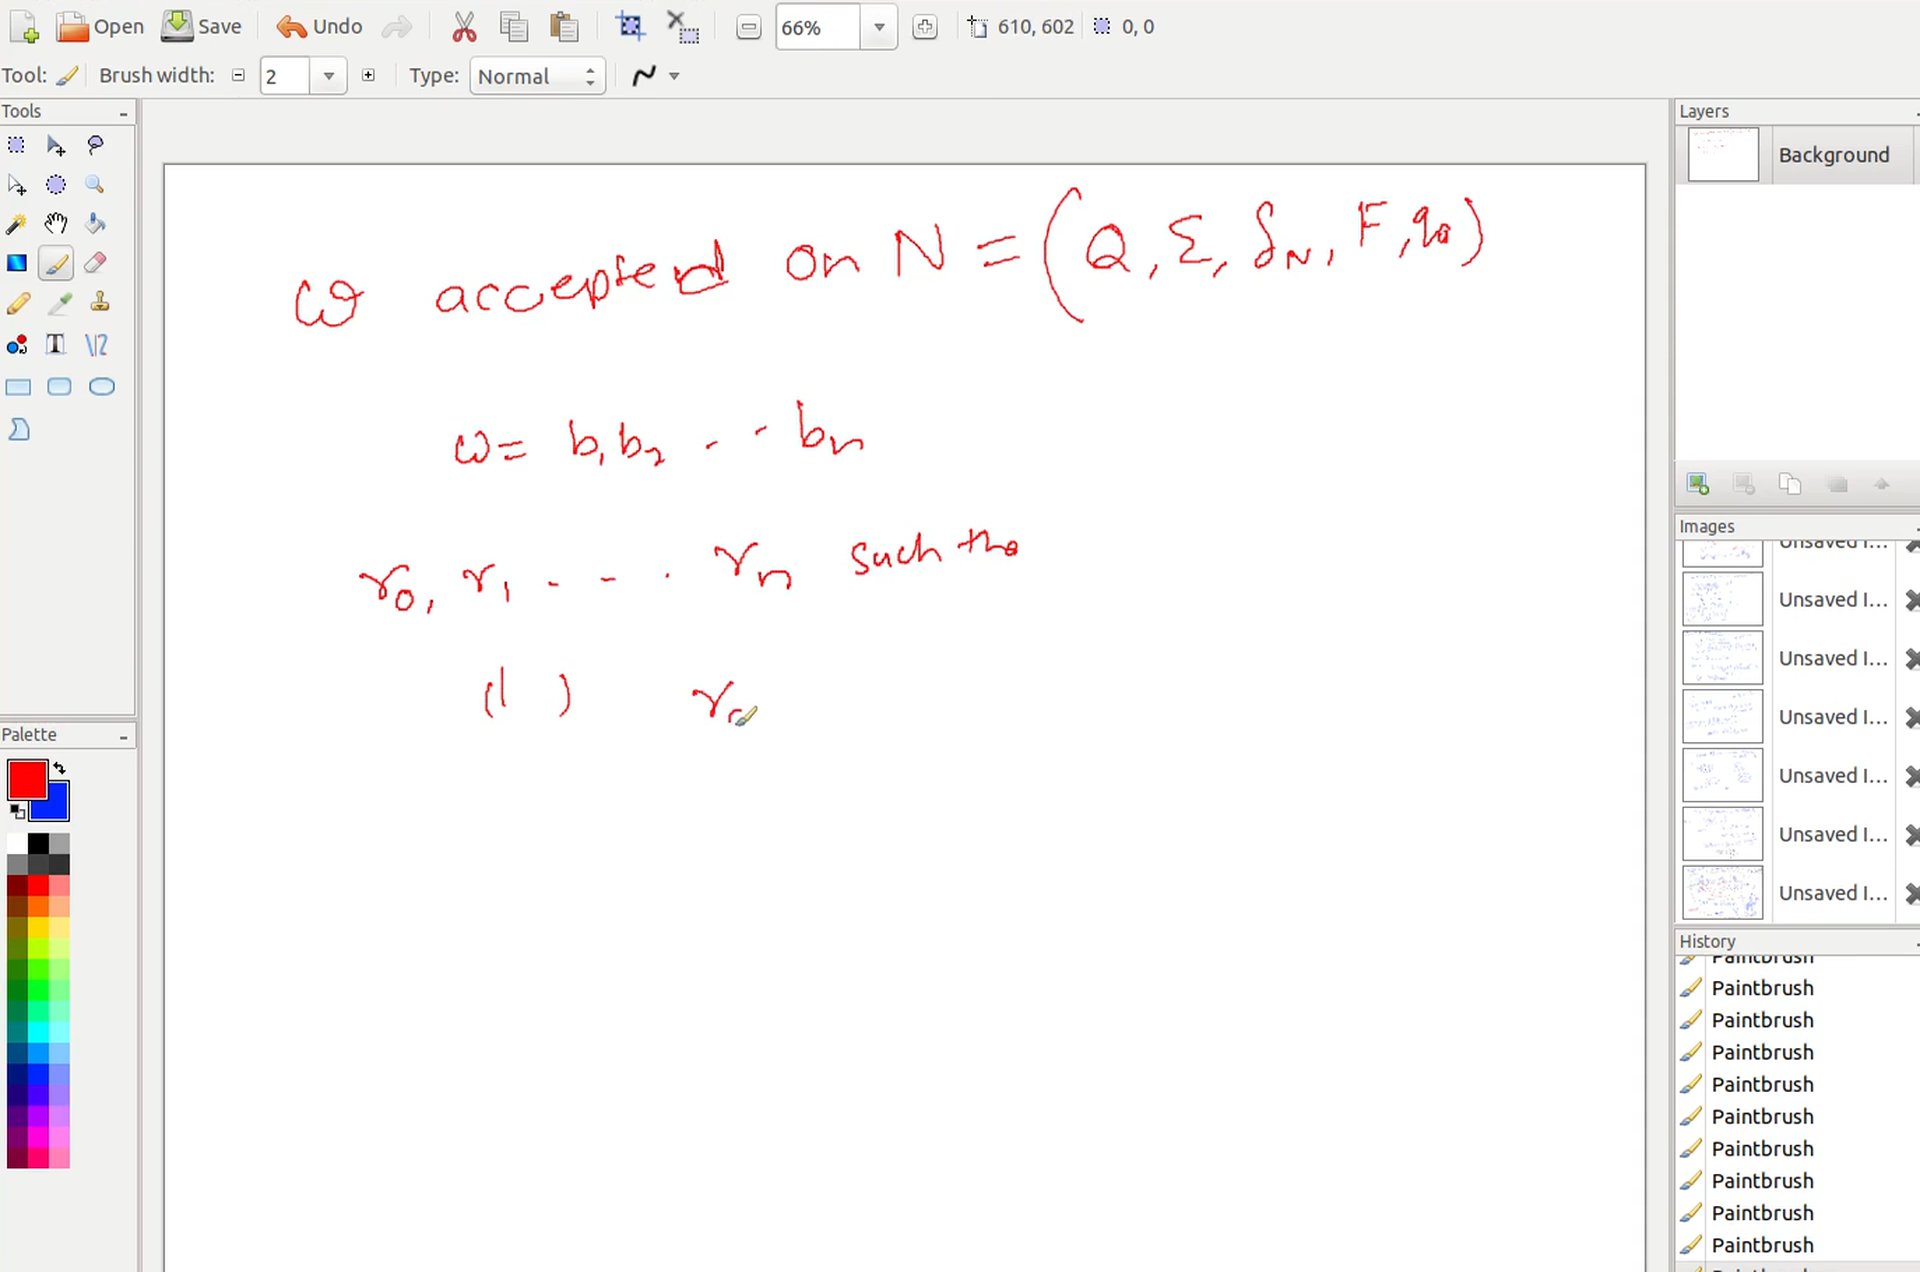 Open Save Undo 66% 610, 602 0, 0
Tool: Brush width: 2 Type: Normal
Tools
Layers
Background
ω accepted on N = (Q, Σ, δN, F, q0)
ω = b1b2 . . bn
r0, r1 . . . rn such tha
(1) r0
Images
Unsaved I...
Unsaved I...
Unsaved I...
Unsaved I...
Unsaved I...
Unsaved I...
Unsaved I...
Palette
History
Paintbrush
Paintbrush
Paintbrush
Paintbrush
Paintbrush
Paintbrush
Paintbrush
Paintbrush
Paintbrush
Paintbrush